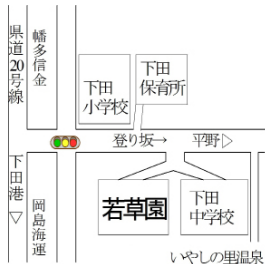 県道20号線
幡多信金
下田
小学校
下田
保育所
登り坂→
平野▷
下田港
▽
岡島海運
若草園
下田
中学校
いやしの里温泉